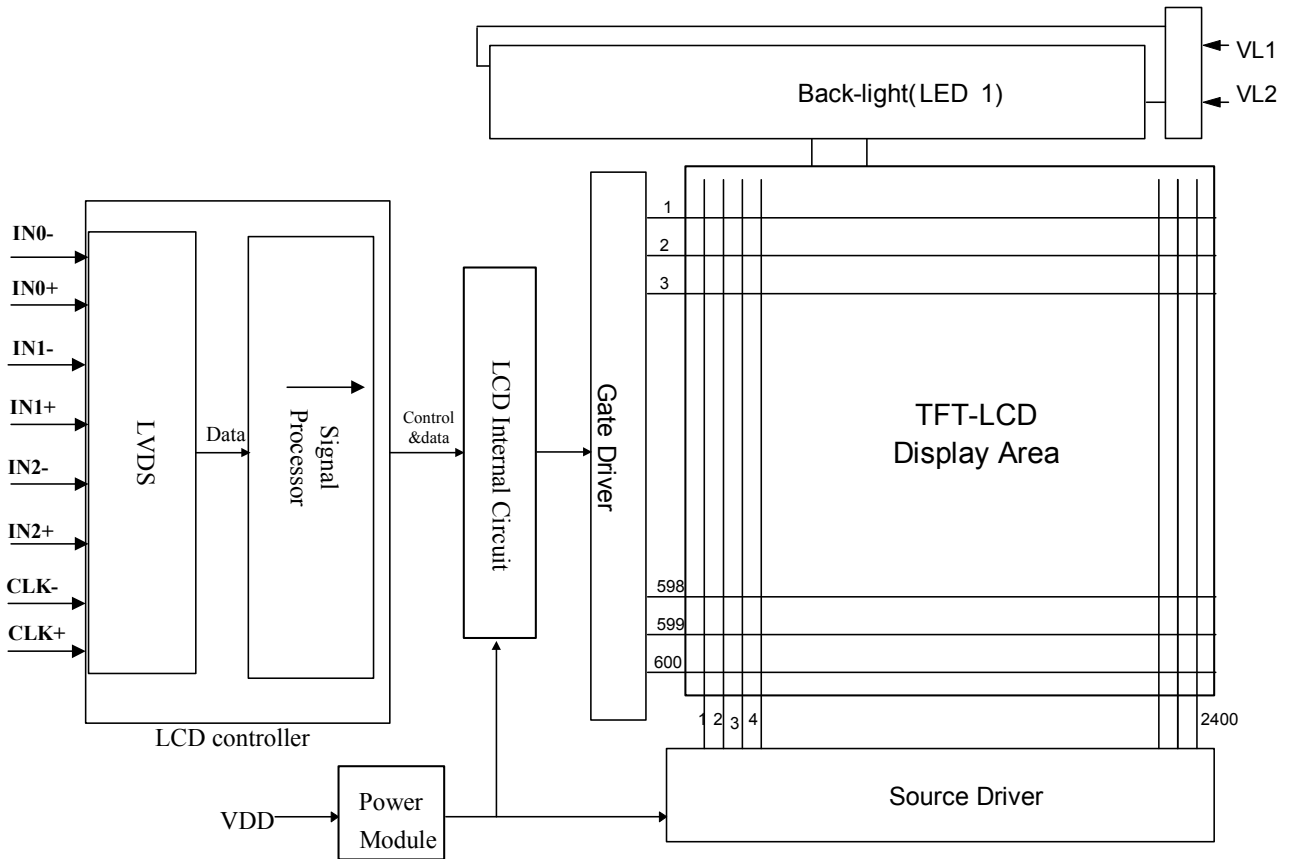 VL1
Back-light(LED 1)
VL2
1
2
3
IN0-
IN0+
IN1-
IN1+
IN2-
IN2+
CLK-
CLK+
LVDS
Data
Signal
Processor
Control
&data
LCD Internal Circuit
Gate Driver
TFT-LCD
Display Area
598
599
600
1
2
3
4
2400
LCD controller
VDD
Power
Module
Source Driver